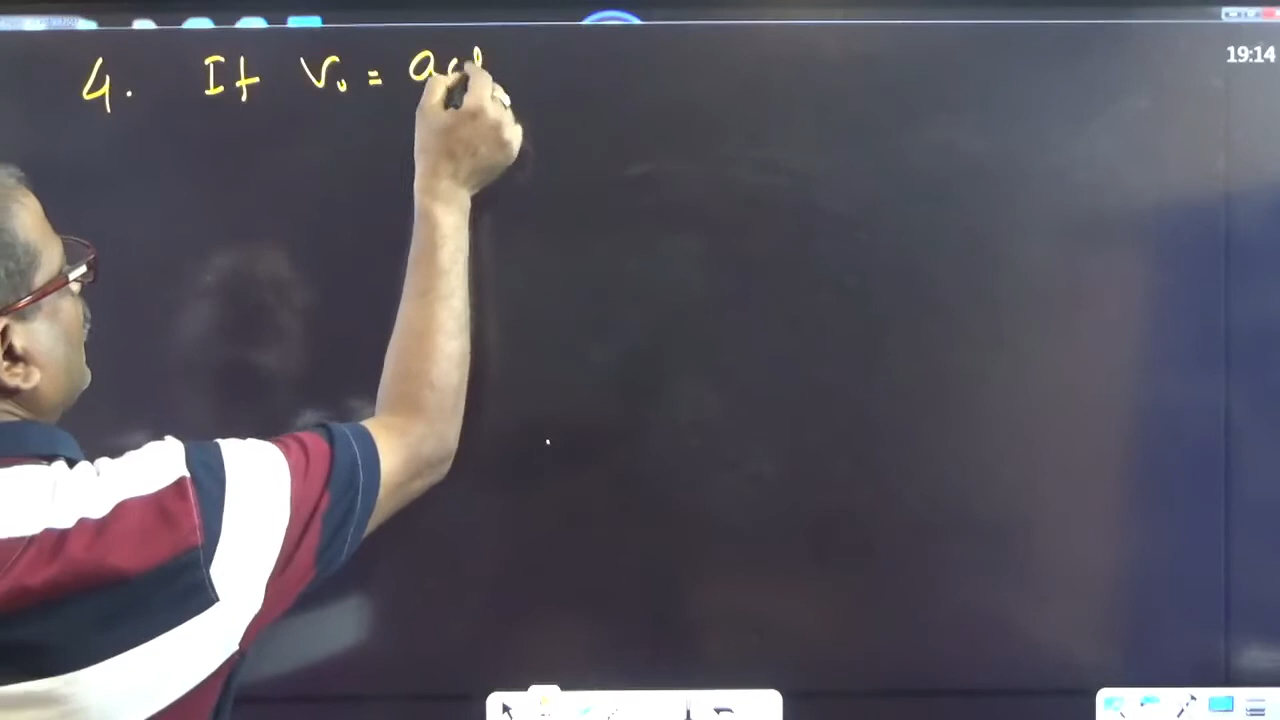 19:14
4. If V₀ = a